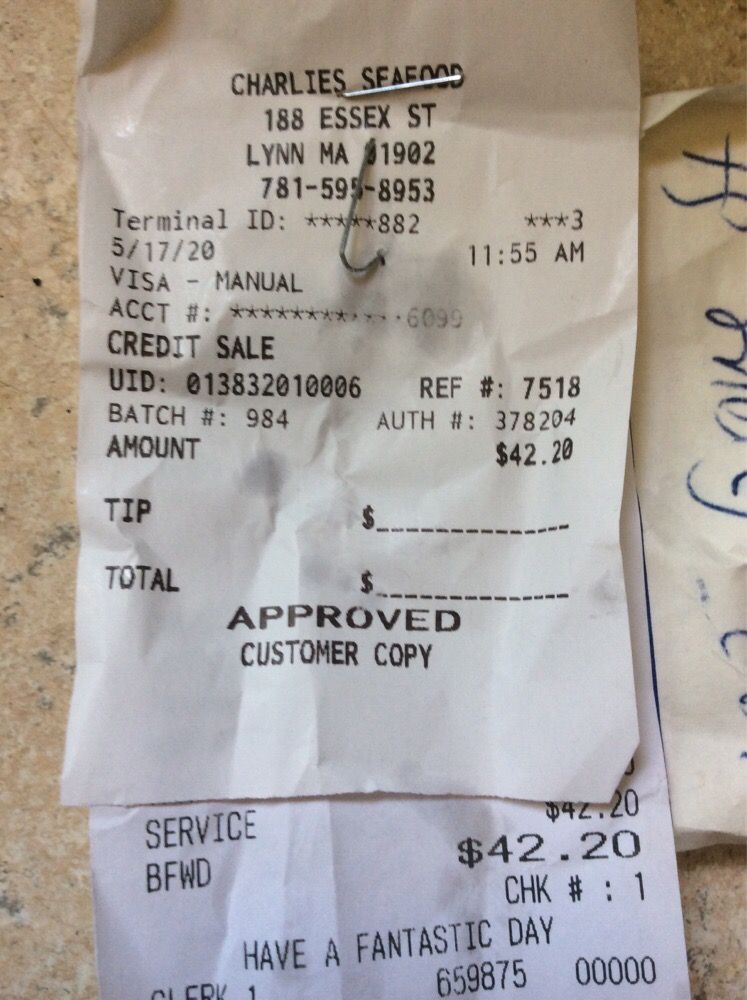 CHARLIES SEAFOOD
188 ESSEX ST
LYNN MA 01902
781-595-8953
Terminal ID: *****882 ***3
5/17/20 11:55 AM
VISA - MANUAL
ACCT #: ************6099
CREDIT SALE
UID: 013832010006 REF #: 7518
BATCH #: 984 AUTH #: 378204
AMOUNT $42.20
TIP $
TOTAL $
APPROVED
CUSTOMER COPY
$42.20
SERVICE $42.20
BFWD
CHK # : 1
HAVE A FANTASTIC DAY
CLERK 1 659875 00000